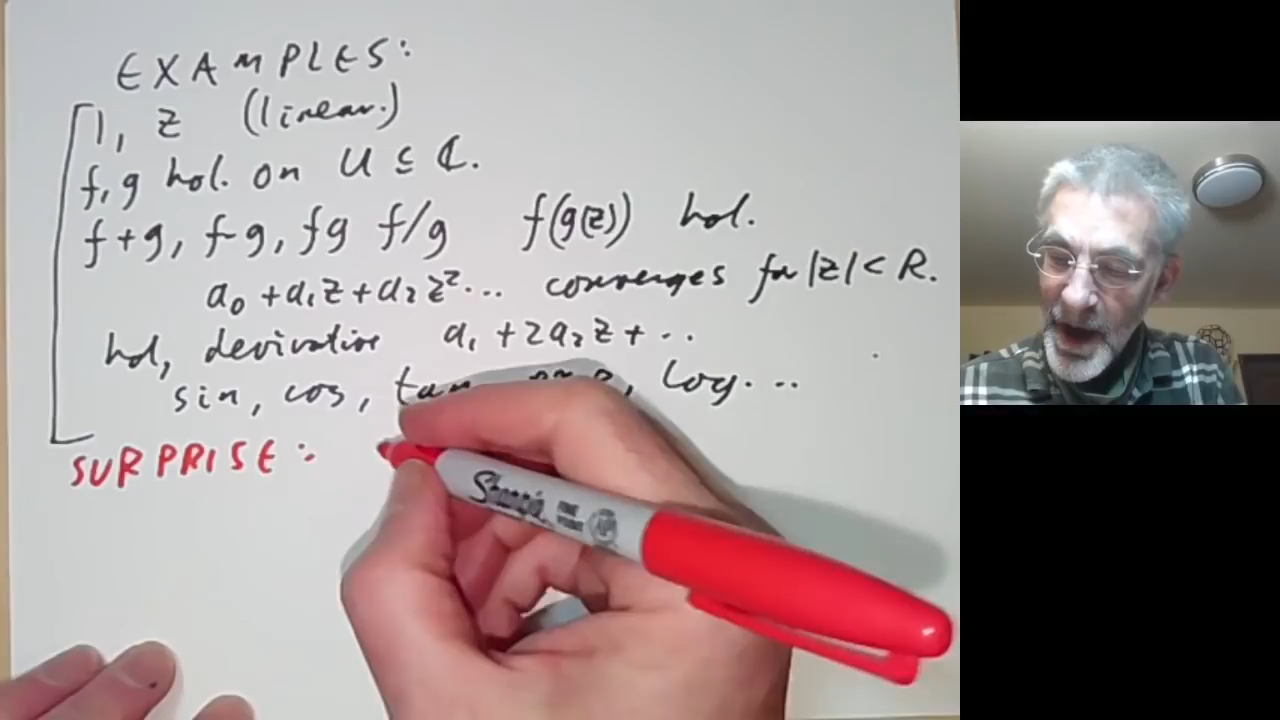 EXAMPLES:
1, z (linear.)
f, g hol. on U ⊆ ℂ.
f+g, f-g, fg f/g f(g(z)) hol.
a₀ + a₁z + a₂z² ... converges for |z| < R.
hol, derivative a₁ + 2a₂z + ...
sin, cos, tan log...
SURPRISE:
Sharpie
FINE
POINT